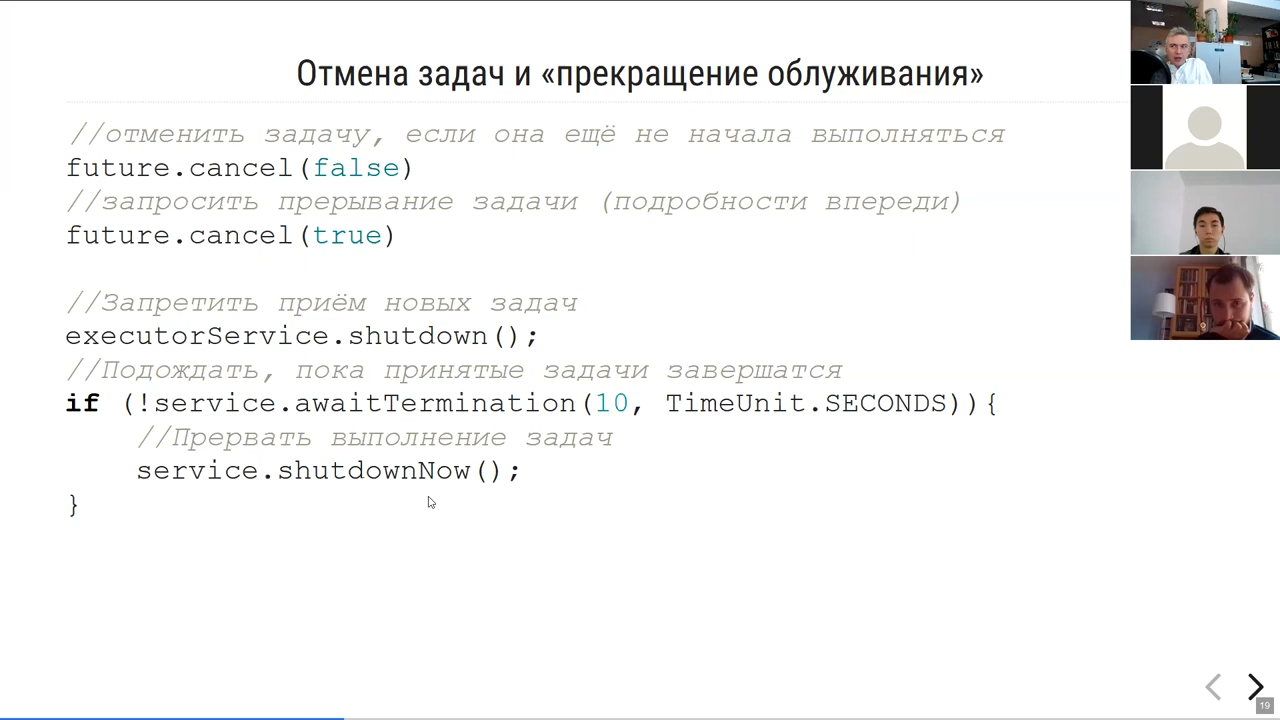 Отмена задач и «прекращение облуживания»
//отменить задачу, если она ещё не начала выполняться
future.cancel(false)
//запросить прерывание задачи (подробности впереди)
future.cancel(true)
//Запретить приём новых задач
executorService.shutdown();
//Подождать, пока принятые задачи завершатся
if (!service.awaitTermination(10, TimeUnit.SECONDS)){
//Прервать выполнение задач
service.shutdownNow();
}
19